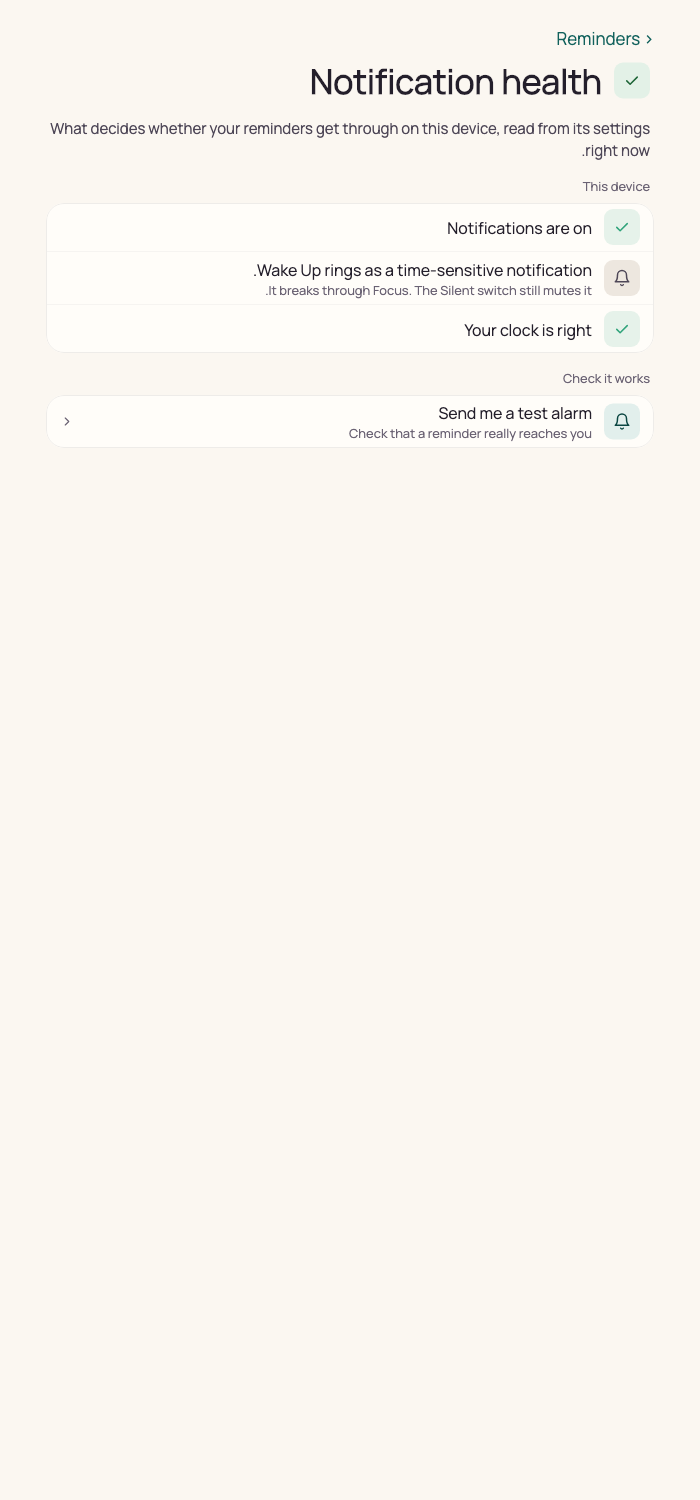 Reminders
Notification health
What decides whether your reminders get through on this device, read from its settings
right now.
This device
Notifications are on
Wake Up rings as a time-sensitive notification.
It breaks through Focus. The Silent switch still mutes it.
Your clock is right
Check it works
Send me a test alarm
Check that a reminder really reaches you